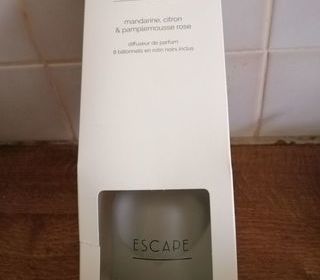 mandarine, citron
& pamplemousse rose
diffuseur de parfum
8 bâtonnets en rotin noirs inclus
ESCAPE